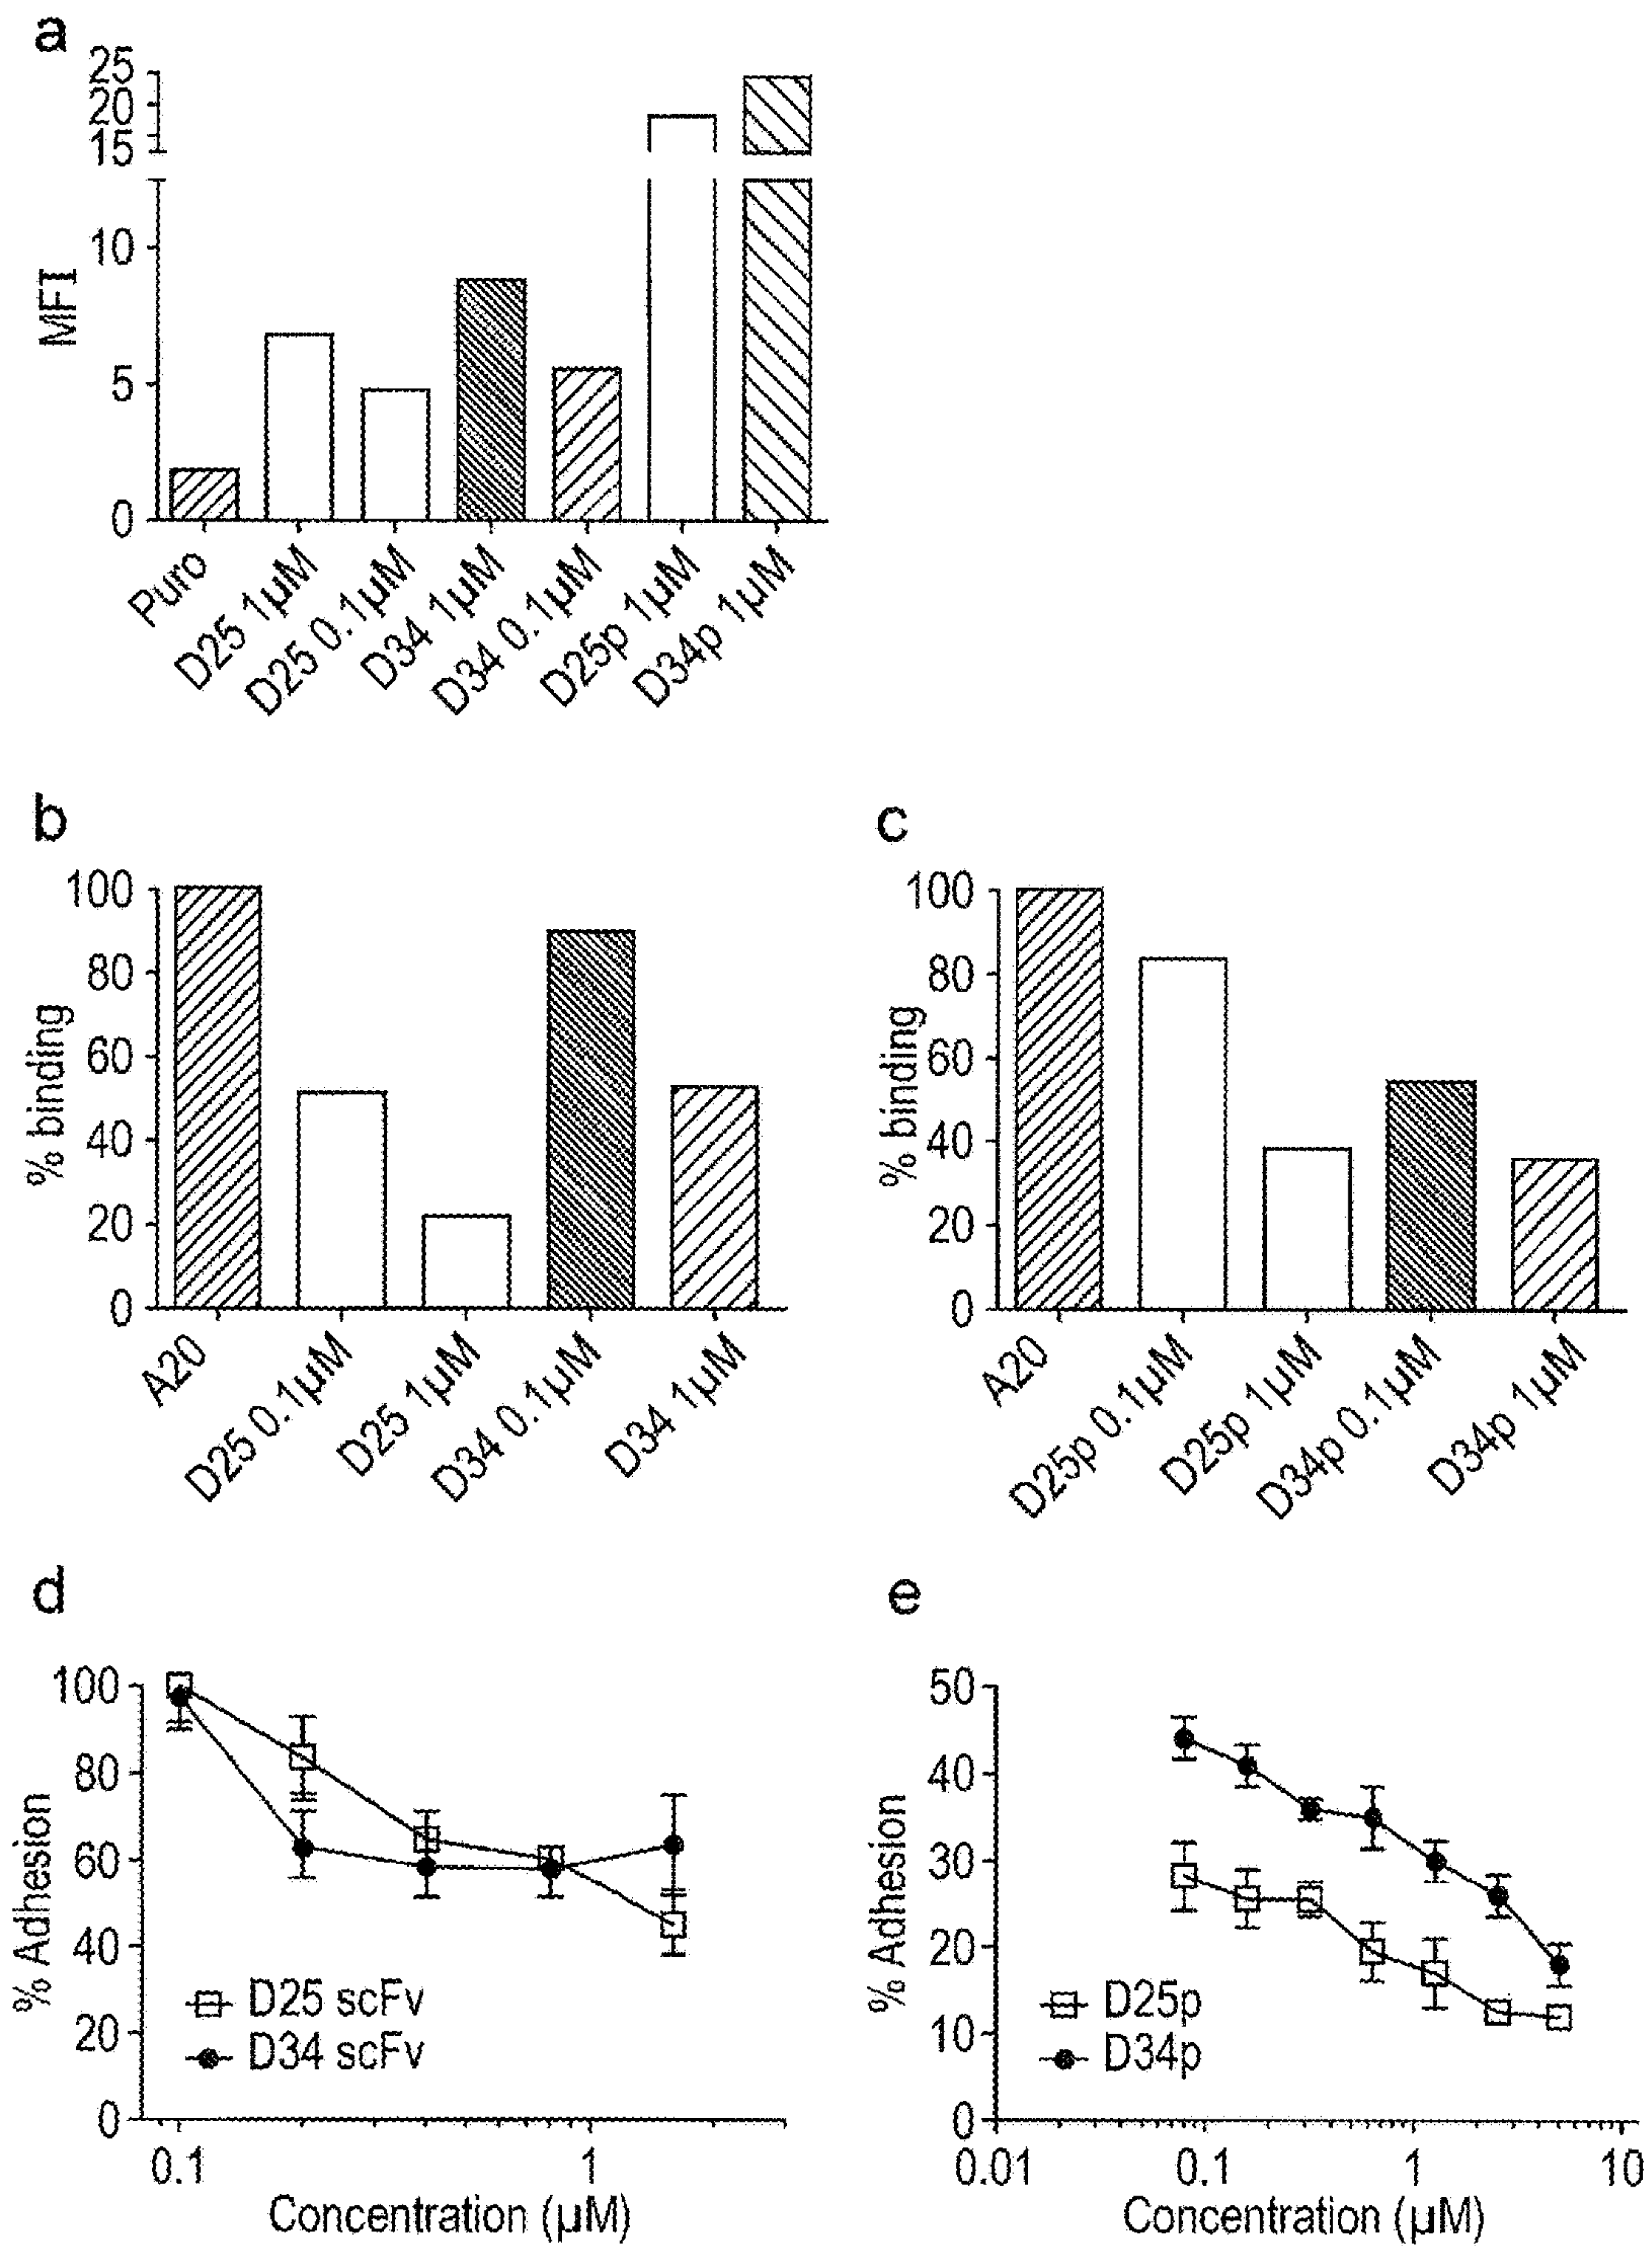 a
25
20
15
10
5
0
MFI
Puro
D25 1µM
D25 0.1µM
D34 1µM
D34 0.1µM
D25p 1µM
D34p 1µM
b
100
80
60
40
20
0
% binding
A20
D25 0.1µM
D25 1µM
D34 0.1µM
D34 1µM
c
100
80
60
40
20
0
% binding
A20
D25p 0.1µM
D25p 1µM
D34p 0.1µM
D34p 1µM
d
100
80
60
40
20
0
% Adhesion
D25 scFv
D34 scFv
0.1
1
Concentration (µM)
e
50
40
30
20
10
0
% Adhesion
D25p
D34p
0.01
0.1
1
10
Concentration (µM)